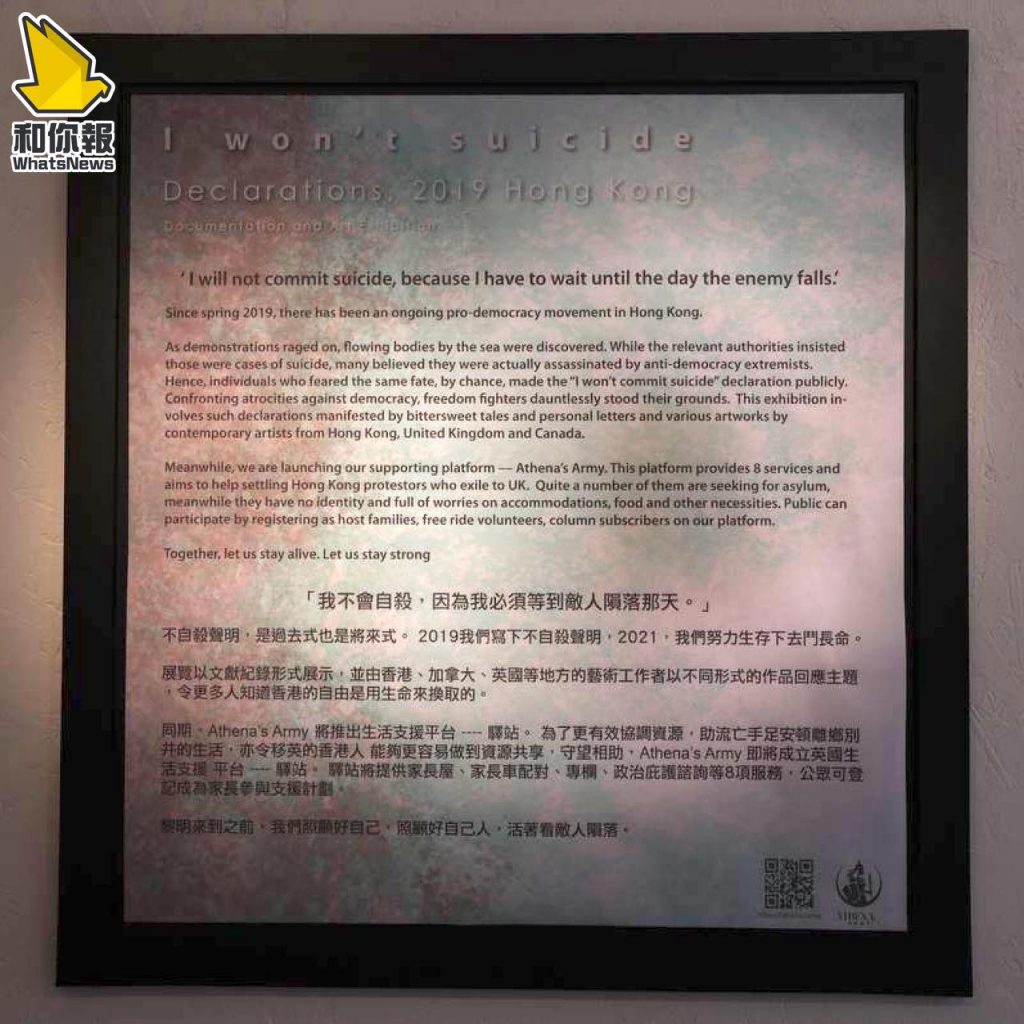 和你報
WhatsNews
I won't suicide
Declarations, 2019 Hong Kong
Documentation and Art Exhibition
' I will not commit suicide, because I have to wait until the day the enemy falls.'
Since spring 2019, there has been an ongoing pro-democracy movement in Hong Kong.
As demonstrations raged on, flowing bodies by the sea were discovered. While the relevant authorities insisted
those were cases of suicide, many believed they were actually assassinated by anti-democracy extremists.
Hence, individuals who feared the same fate, by chance, made the "I won't commit suicide" declaration publicly.
Confronting atrocities against democracy, freedom fighters dauntlessly stood their grounds. This exhibition in-
volves such declarations manifested by bittersweet tales and personal letters and various artworks by
contemporary artists from Hong Kong, United Kingdom and Canada.
Meanwhile, we are launching our supporting platform — Athena's Army. This platform provides 8 services and
aims to help settling Hong Kong protestors who exile to UK. Quite a number of them are seeking for asylum,
meanwhile they have no identity and full of worries on accommodations, food and other necessities. Public can
participate by registering as host families, free ride volunteers, column subscribers on our platform.
Together, let us stay alive. Let us stay strong
「我不會自殺，因為我必須等到敵人隕落那天。」
不自殺聲明，是過去式也是將來式。 2019我們寫下不自殺聲明，2021，我們努力生存下去鬥長命。
展覽以文獻紀錄形式展示，並由香港、加拿大、英國等地方的藝術工作者以不同形式的作品回應主題
，令更多人知道香港的自由是用生命來換取的。
同期，Athena's Army 將推出生活支援平台 ---- 驛站。 為了更有效協調資源，助流亡手足安頓離鄉別
井的生活，亦令移英的香港人 能夠更容易做到資源共享，守望相助，Athena's Army 即將成立英國生
活支援 平台 ---- 驛站。 驛站將提供家長屋、家長車配對、專欄、政治庇護諮詢等8項服務，公眾可登
記成為家長參與支援計劃。
黎明來到之前，我們照顧好自己，照顧好自己人，活著看敵人隕落。
ATHENA